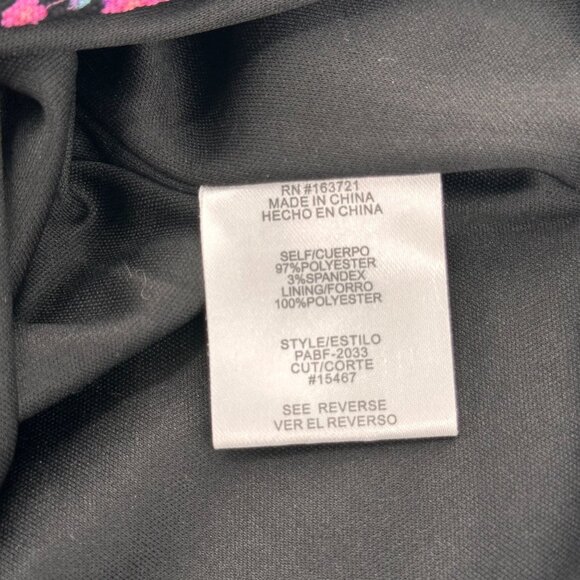 RN #163721
MADE IN CHINA
HECHO EN CHINA
SELF/CUERPO
97%POLYESTER
3%SPANDEX
LINING/FORRO
100%POLYESTER
STYLE/ESTILO
PABF-2033
CUT/CORTE
#15467
SEE REVERSE
VER EL REVERSO